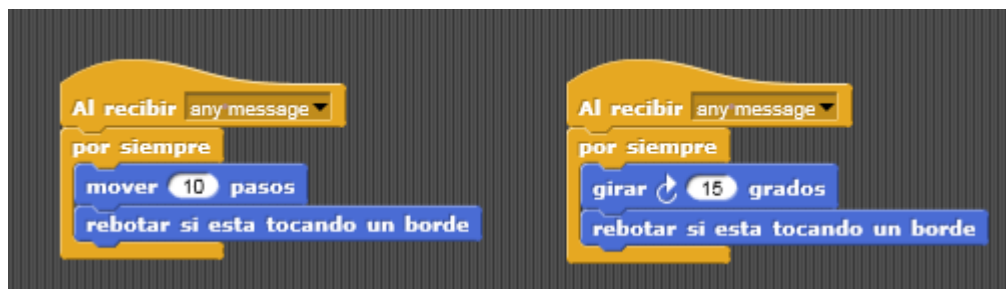 Al recibir any message
por siempre
mover 10 pasos
rebotar si esta tocando un borde
Al recibir any message
por siempre
girar 15 grados
rebotar si esta tocando un borde